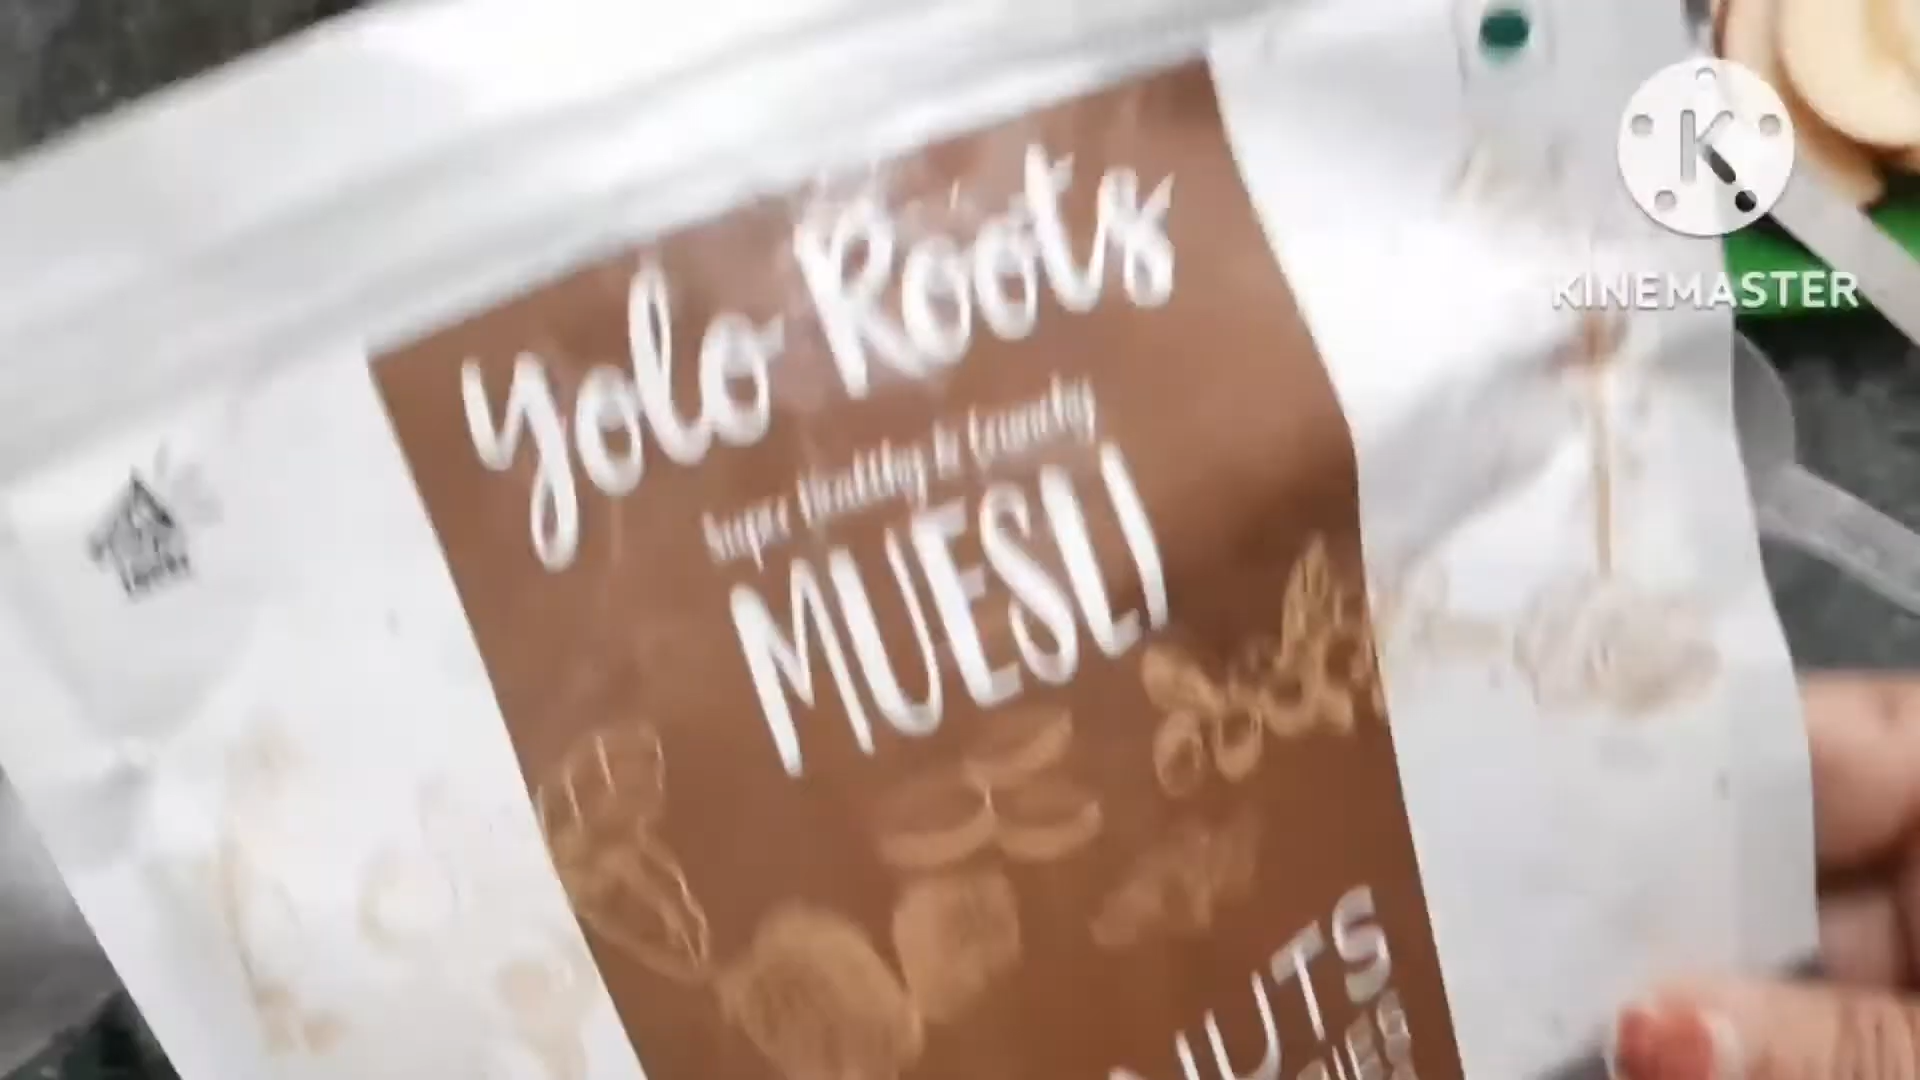 KINEMASTER
Yolo Roots
Super Healthy & Crunchy
MUESLI
NUTS